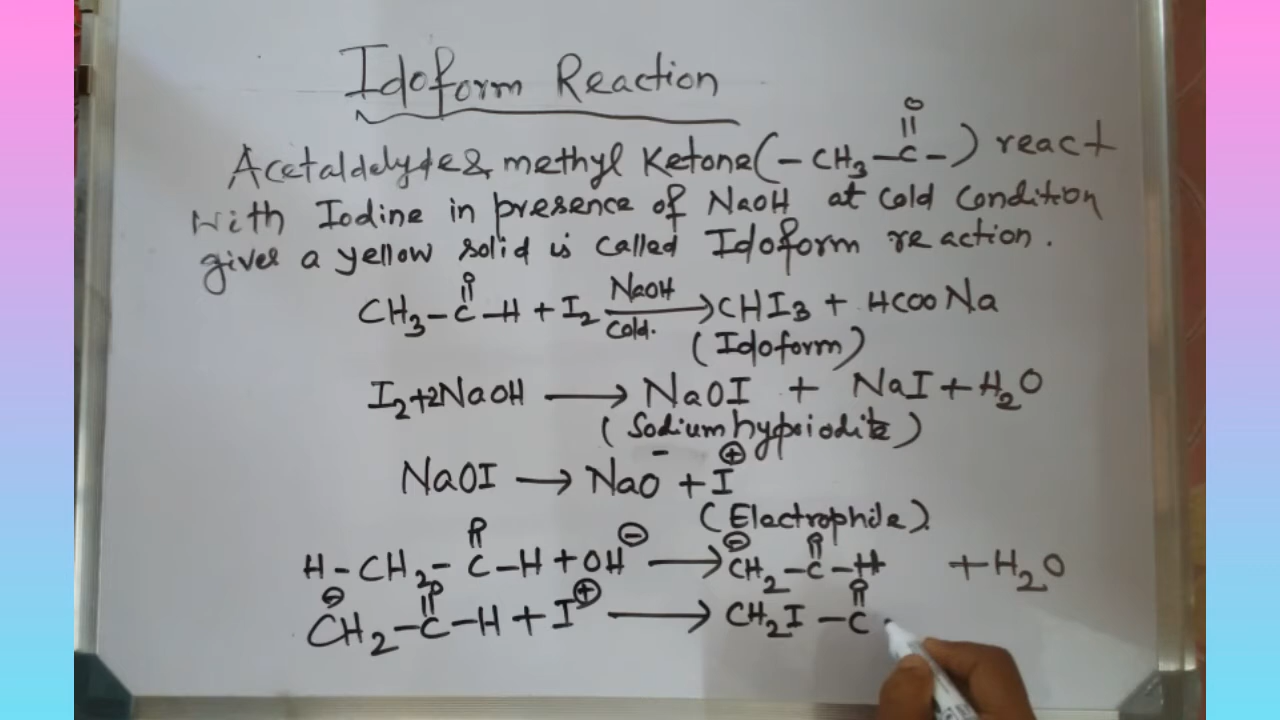 Idoform Reaction
Acetaldelyde & methyl Ketone (-CH₃-C(=O)-) react
with Iodine in presence of NaOH at cold condition
gives a yellow solid is called Idoform reaction.
CH₃-C(=O)-H + I₂ —NaOH/Cold.→ CHI₃ + HCOONa
(Idoform)
I₂+2NaOH → NaOI + NaI + H₂O
(Sodium hypoiodite)
NaOI → NaO⁻ + I⊕
(Electrophile)
H-CH₂-C(=O)-H + OH⊖ → ⊖CH₂-C(=O)-H + H₂O
⊖CH₂-C(=O)-H + I⊕ → CH₂I-C(=O)